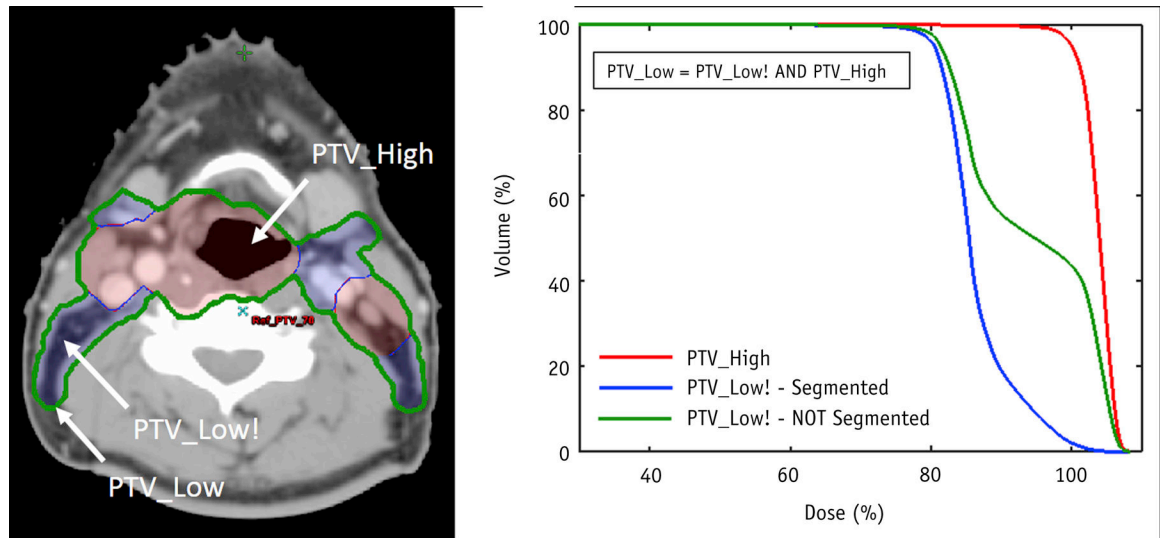 PTV_High
Ref_PTV_70
PTV_Low!
PTV_Low
PTV_Low = PTV_Low! AND PTV_High
100
80
60
40
20
0
Volume (%)
PTV_High
PTV_Low! - Segmented
PTV_Low! - NOT Segmented
40
60
80
100
Dose (%)